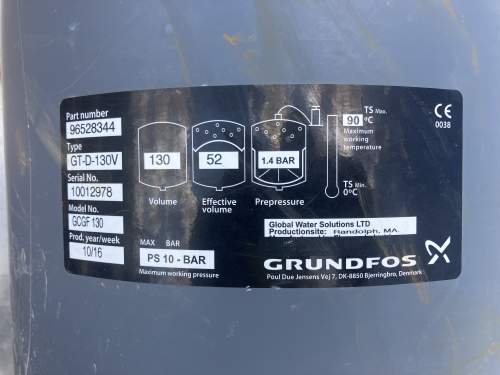 Part number
96528344
Type
GT-D-130V
Serial No.
10012978
Model No.
GCGF 130
Prod. year/week
10/16
130
Volume
52
Effective
volume
1.4 BAR
Prepressure
TS Max.
90 °C
Maximum
working
temperature
TS Min.
0°C
CE
0038
MAX BAR
PS 10 - BAR
Maximum working pressure
Global Water Solutions LTD
Productionsite: Randolph, MA.
GRUNDFOS
Poul Due Jensens Vej 7, DK-8850 Bjerringbro, Denmark